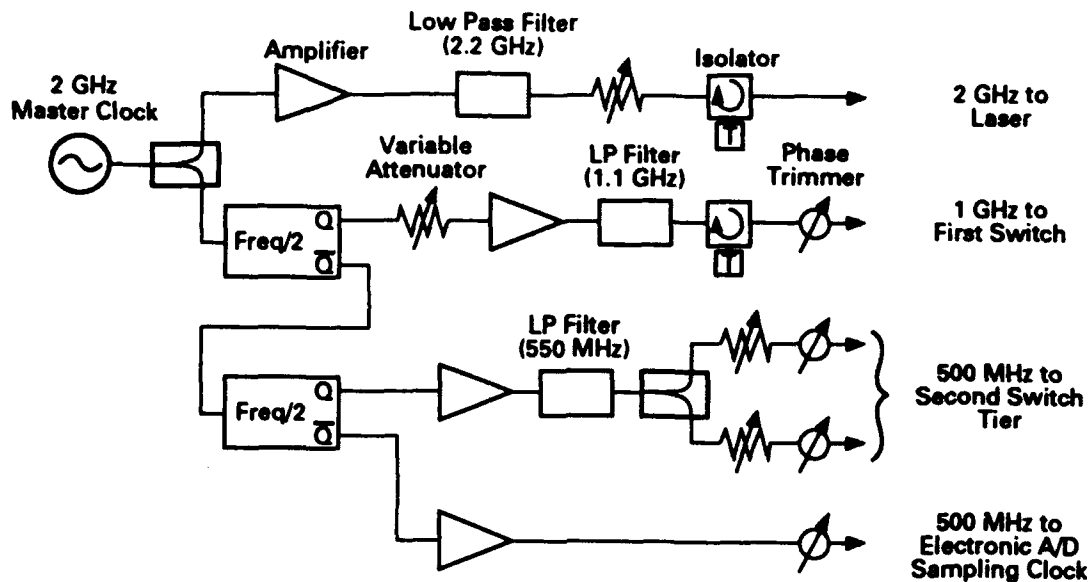 Low Pass Filter
(2.2 GHz)
Amplifier
Isolator
2 GHz
Master Clock
T
2 GHz to
Laser
Variable
Attenuator
LP Filter
(1.1 GHz)
Phase
Trimmer
Freq/2
Q
Q̅
T
1 GHz to
First Switch
LP Filter
(550 MHz)
Freq/2
Q
Q̅
500 MHz to
Second Switch
Tier
500 MHz to
Electronic A/D
Sampling Clock